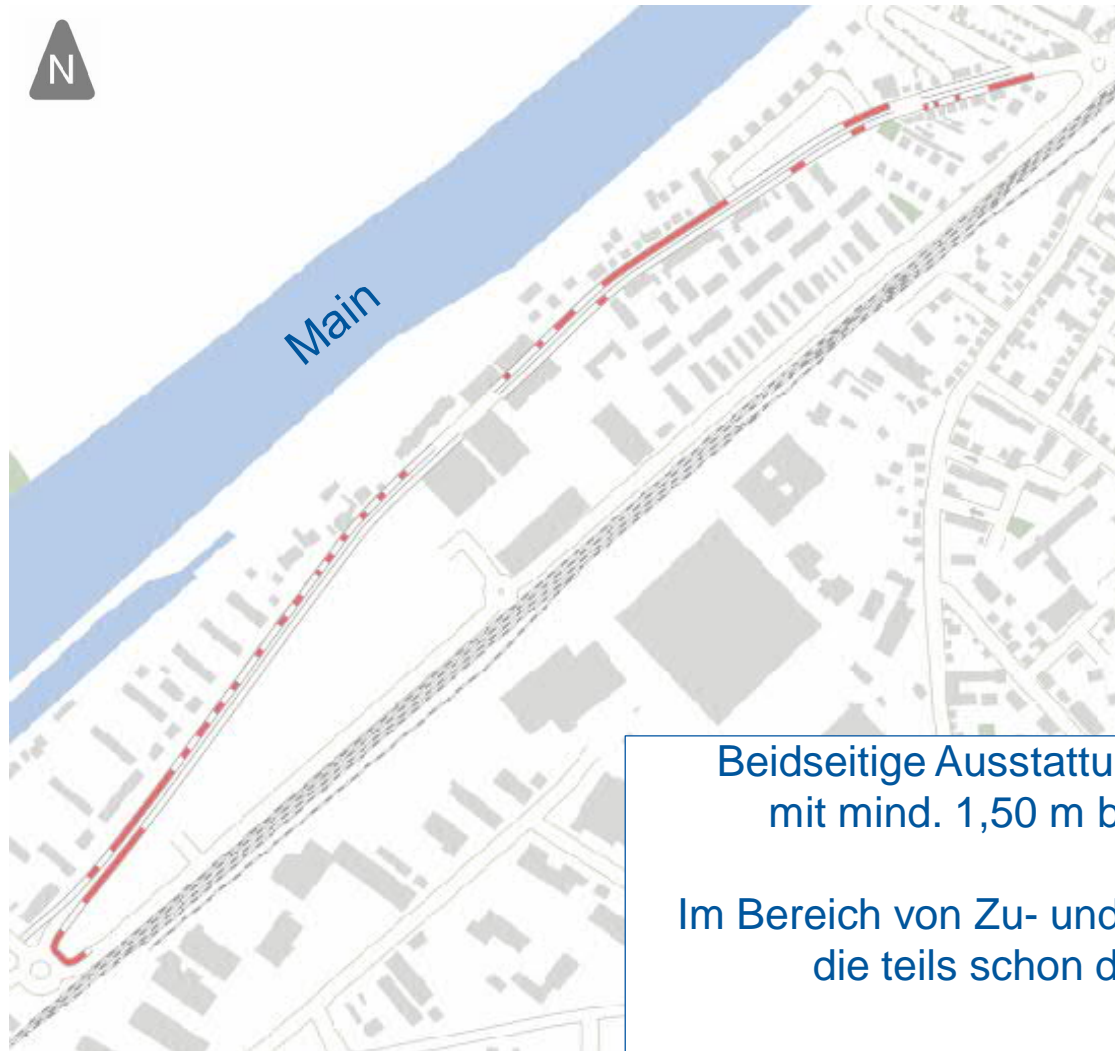 N
Main
Beidseitige Ausstattu
mit mind. 1,50 m b
Im Bereich von Zu- und
die teils schon d